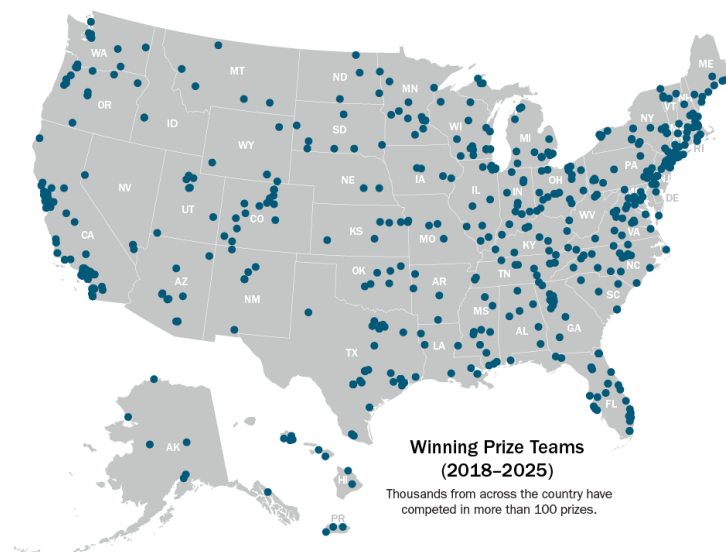 WA
MT
ND
MN
ME
OR
ID
SD
WI
MI
NY
VT
NH
RI
WY
NE
IA
IL
IN
OH
PA
NJ
DE
NV
UT
CO
KS
MO
KY
WV
VA
CA
AZ
NM
OK
AR
TN
NC
SC
MS
AL
GA
TX
LA
FL
AK
HI
PR
Winning Prize Teams
(2018–2025)
Thousands from across the country have
competed in more than 100 prizes.